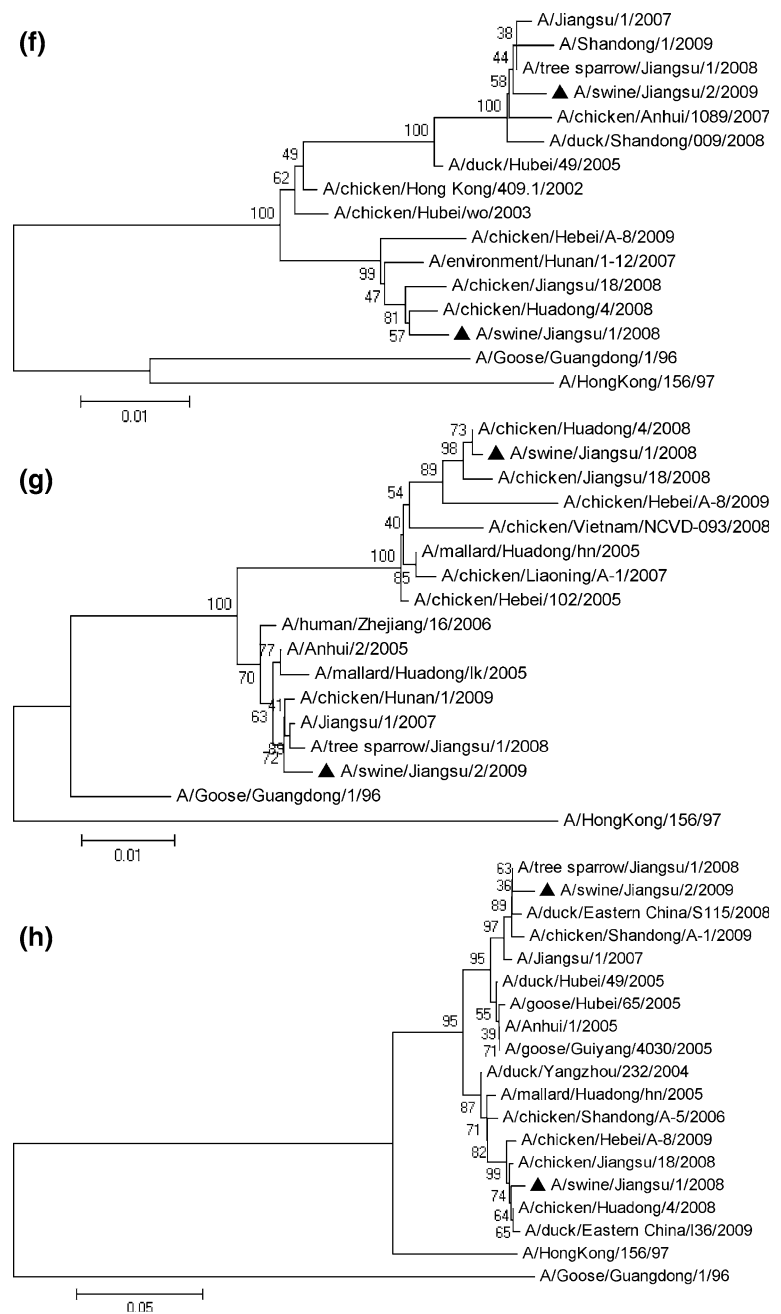 (f)
A/Jiangsu/1/2007
38
A/Shandong/1/2009
44
A/tree sparrow/Jiangsu/1/2008
58
A/swine/Jiangsu/2/2009
100
A/chicken/Anhui/1089/2007
100
A/duck/Shandong/009/2008
49
A/duck/Hubei/49/2005
62
A/chicken/Hong Kong/409.1/2002
100
A/chicken/Hubei/wo/2003
A/chicken/Hebei/A-8/2009
99
A/environment/Hunan/1-12/2007
47
A/chicken/Jiangsu/18/2008
81
A/chicken/Huadong/4/2008
57
A/swine/Jiangsu/1/2008
A/Goose/Guangdong/1/96
A/HongKong/156/97
0.01
(g)
73
A/chicken/Huadong/4/2008
98
A/swine/Jiangsu/1/2008
89
A/chicken/Jiangsu/18/2008
54
A/chicken/Hebei/A-8/2009
40
A/chicken/Vietnam/NCVD-093/2008
100
A/mallard/Huadong/hn/2005
85
A/chicken/Liaoning/A-1/2007
100
A/chicken/Hebei/102/2005
A/human/Zhejiang/16/2006
77
A/Anhui/2/2005
70
A/mallard/Huadong/lk/2005
41
A/chicken/Hunan/1/2009
63
A/Jiangsu/1/2007
A/tree sparrow/Jiangsu/1/2008
72
A/swine/Jiangsu/2/2009
A/Goose/Guangdong/1/96
A/HongKong/156/97
0.01
(h)
63
A/tree sparrow/Jiangsu/1/2008
36
A/swine/Jiangsu/2/2009
89
A/duck/Eastern China/S115/2008
97
A/chicken/Shandong/A-1/2009
95
A/Jiangsu/1/2007
A/duck/Hubei/49/2005
55
A/goose/Hubei/65/2005
95
39
A/Anhui/1/2005
71
A/goose/Guiyang/4030/2005
A/duck/Yangzhou/232/2004
87
A/mallard/Huadong/hn/2005
71
A/chicken/Shandong/A-5/2006
82
A/chicken/Hebei/A-8/2009
99
A/chicken/Jiangsu/18/2008
74
A/swine/Jiangsu/1/2008
64
A/chicken/Huadong/4/2008
65
A/duck/Eastern China/I36/2009
A/HongKong/156/97
A/Goose/Guangdong/1/96
0.05